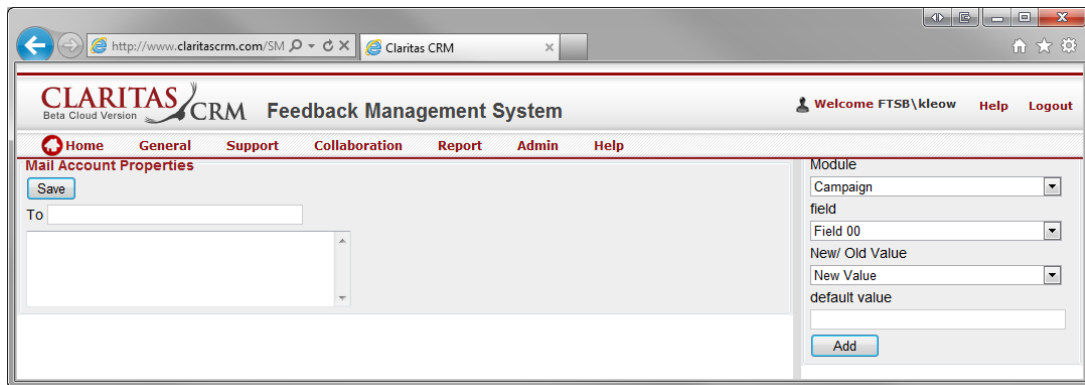 http://www.claritascrm.com/SM
Claritas CRM
CLARITAS CRM
Beta Cloud Version
Feedback Management System
Welcome FTSB\kleow Help Logout
Home General Support Collaboration Report Admin Help
Mail Account Properties
Save
To
Module
Campaign
field
Field 00
New/ Old Value
New Value
default value
Add